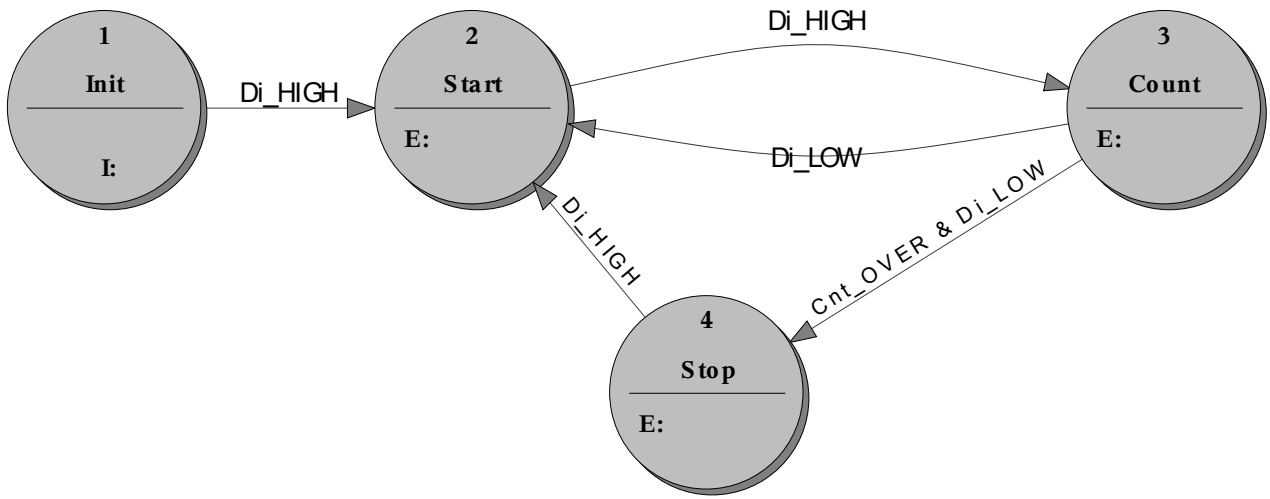 1
Init
I:
Di_HIGH
2
Start
E:
Di_HIGH
Di_LOW
3
Count
E:
Di_HIGH
Cnt_OVER & Di_LOW
4
Stop
E: